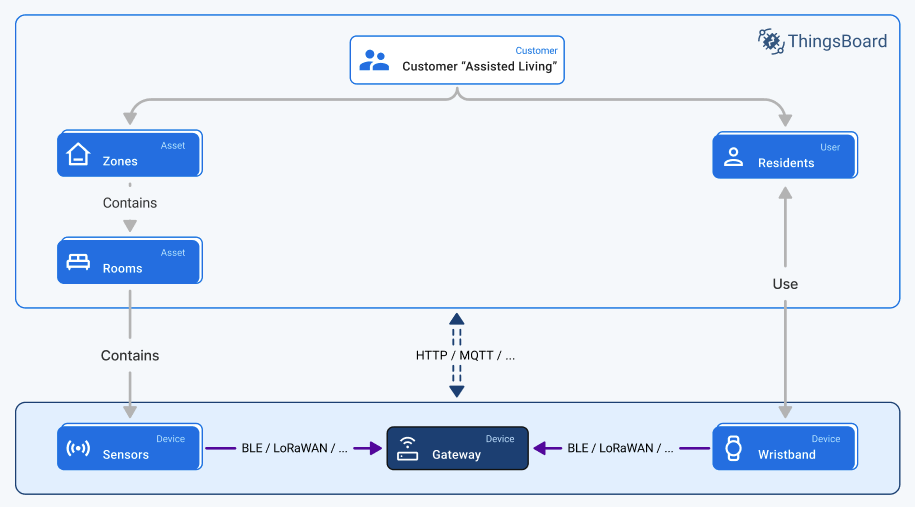 ThingsBoard
Customer
Customer “Assisted Living”
Asset
Zones
User
Residents
Contains
Asset
Rooms
Use
Contains
HTTP / MQTT / ...
Device
Sensors
BLE / LoRaWAN / ...
Device
Gateway
BLE / LoRaWAN / ...
Device
Wristband